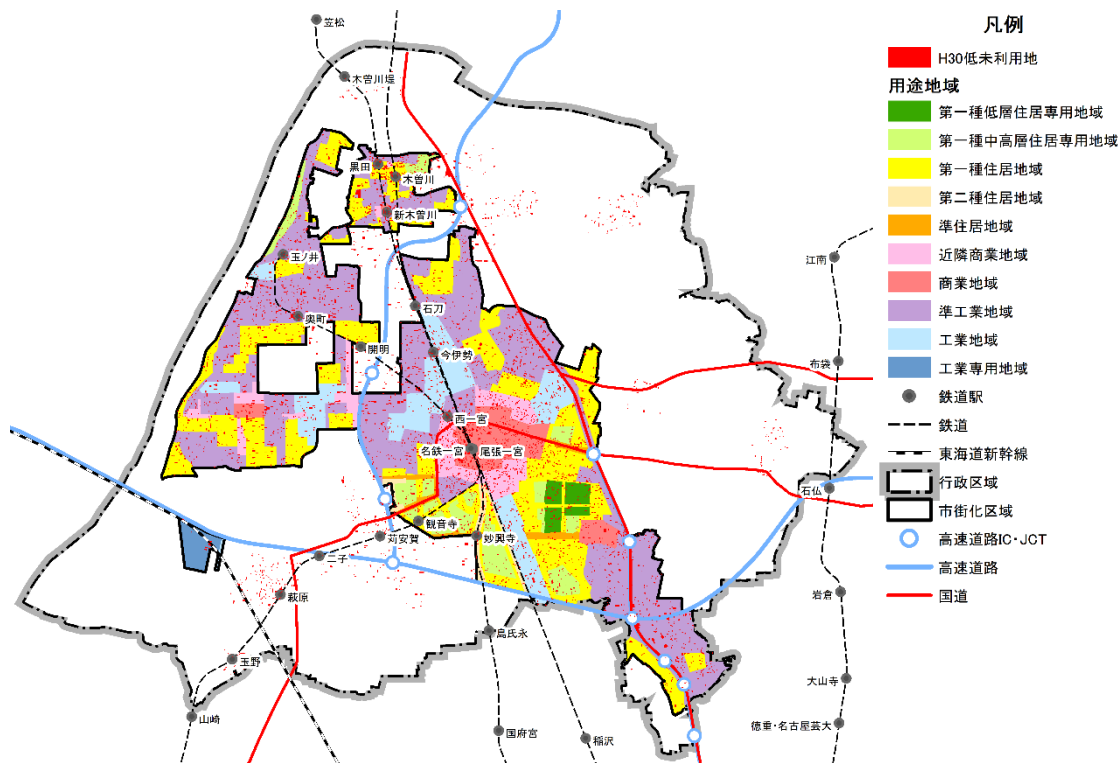 凡例
H30低未利用地
用途地域
第一種低層住居専用地域
第一種中高層住居専用地域
第一種住居地域
第二種住居地域
準住居地域
近隣商業地域
商業地域
準工業地域
工業地域
工業専用地域
鉄道駅
鉄道
東海道新幹線
行政区域
市街化区域
高速道路IC・JCT
高速道路
国道
笠松
木曽川堤
黒田
木曽川
新木曽川
玉ノ井
江南
石刀
奥町
開明
今伊勢
布袋
西一宮
名鉄一宮
尾張一宮
石仏
観音寺
苅安賀
妙興寺
二子
萩原
岩倉
島氏永
玉野
大山寺
山崎
国府宮
稲沢
徳重・名古屋芸大